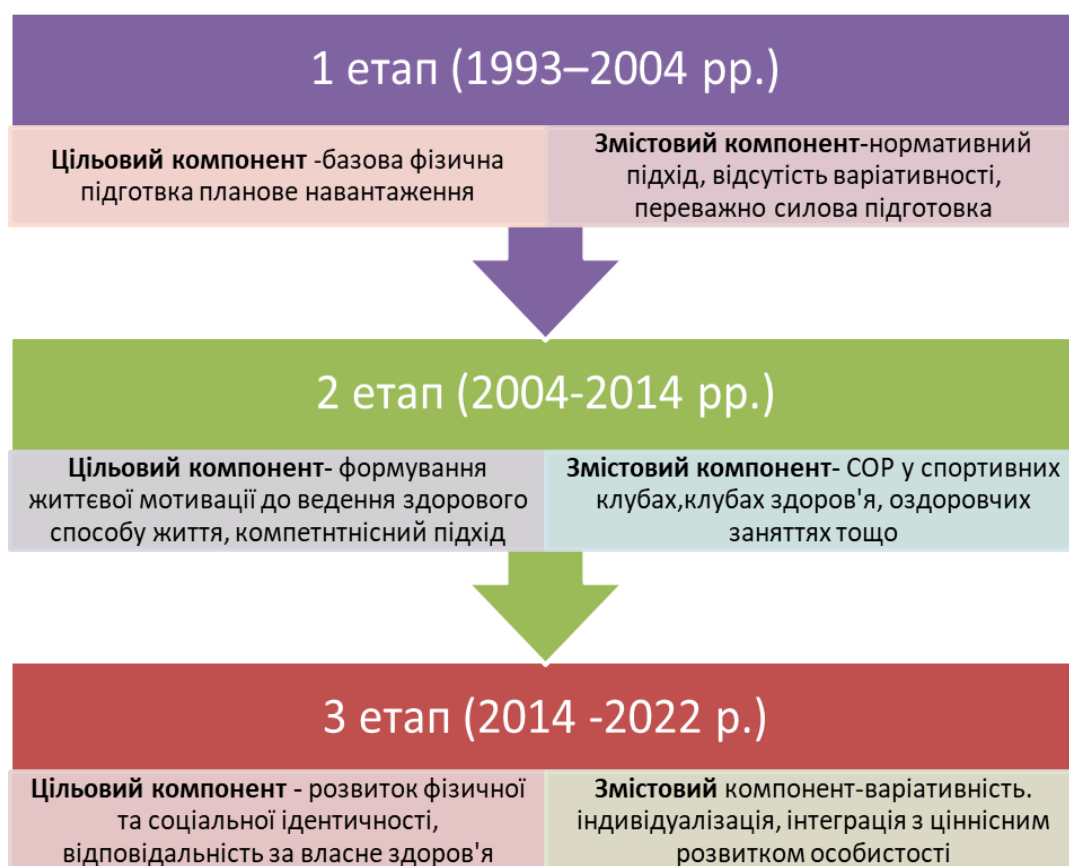 1 етап (1993–2004 рр.)
Цільовий компонент -базова фізична
підготвка планове навантаження
Змістовий компонент-нормативний
підхід, відсутість варіативності,
переважно силова підготовка
2 етап (2004-2014 рр.)
Цільовий компонент- формування
життєвої мотивації до ведення здорового
способу життя, компетнтнісний підхід
Змістовий компонент- СОР у спортивних
клубах,клубах здоров'я, оздоровчих
заняттях тощо
3 етап (2014 -2022 р.)
Цільовий компонент - розвиток фізичної
та соціальної ідентичності,
відповідальність за власне здоров'я
Змістовий компонент-варіативність.
індивідуалізація, інтеграція з ціннісним
розвитком особистості